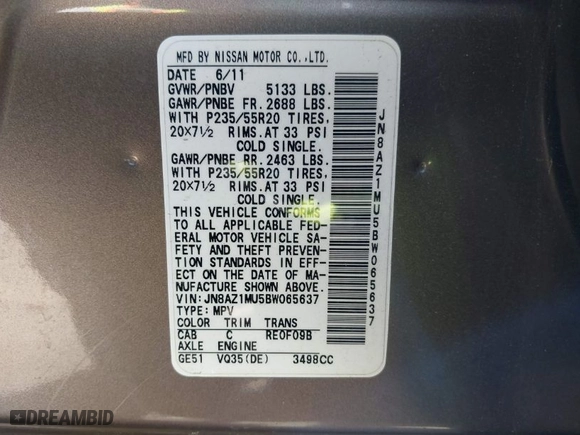 MFD BY NISSAN MOTOR CO.,LTD.
DATE 6/11
GVWR/PNBV 5133 LBS.
GAWR/PNBE FR. 2688 LBS.
WITH P235/55R20 TIRES,
20×7½ RIMS.AT 33 PSI
COLD SINGLE.
GAWR/PNBE RR. 2463 LBS.
WITH P235/55R20 TIRES,
20×7½ RIMS.AT 33 PSI
COLD SINGLE.
THIS VEHICLE CONFORMS
TO ALL APPLICABLE FED-
ERAL MOTOR VEHICLE SA-
FETY AND THEFT PREVEN-
TION STANDARDS IN EFF-
ECT ON THE DATE OF MA-
NUFACTURE SHOWN ABOVE.
VIN:JN8AZ1MU5BW065637
TYPE:MPV
COLOR TRIM TRANS
CAB C RE0F09B
AXLE ENGINE
GE51 VQ35(DE) 3498CC
JN8AZ1MU5BW065637
DREAMBID